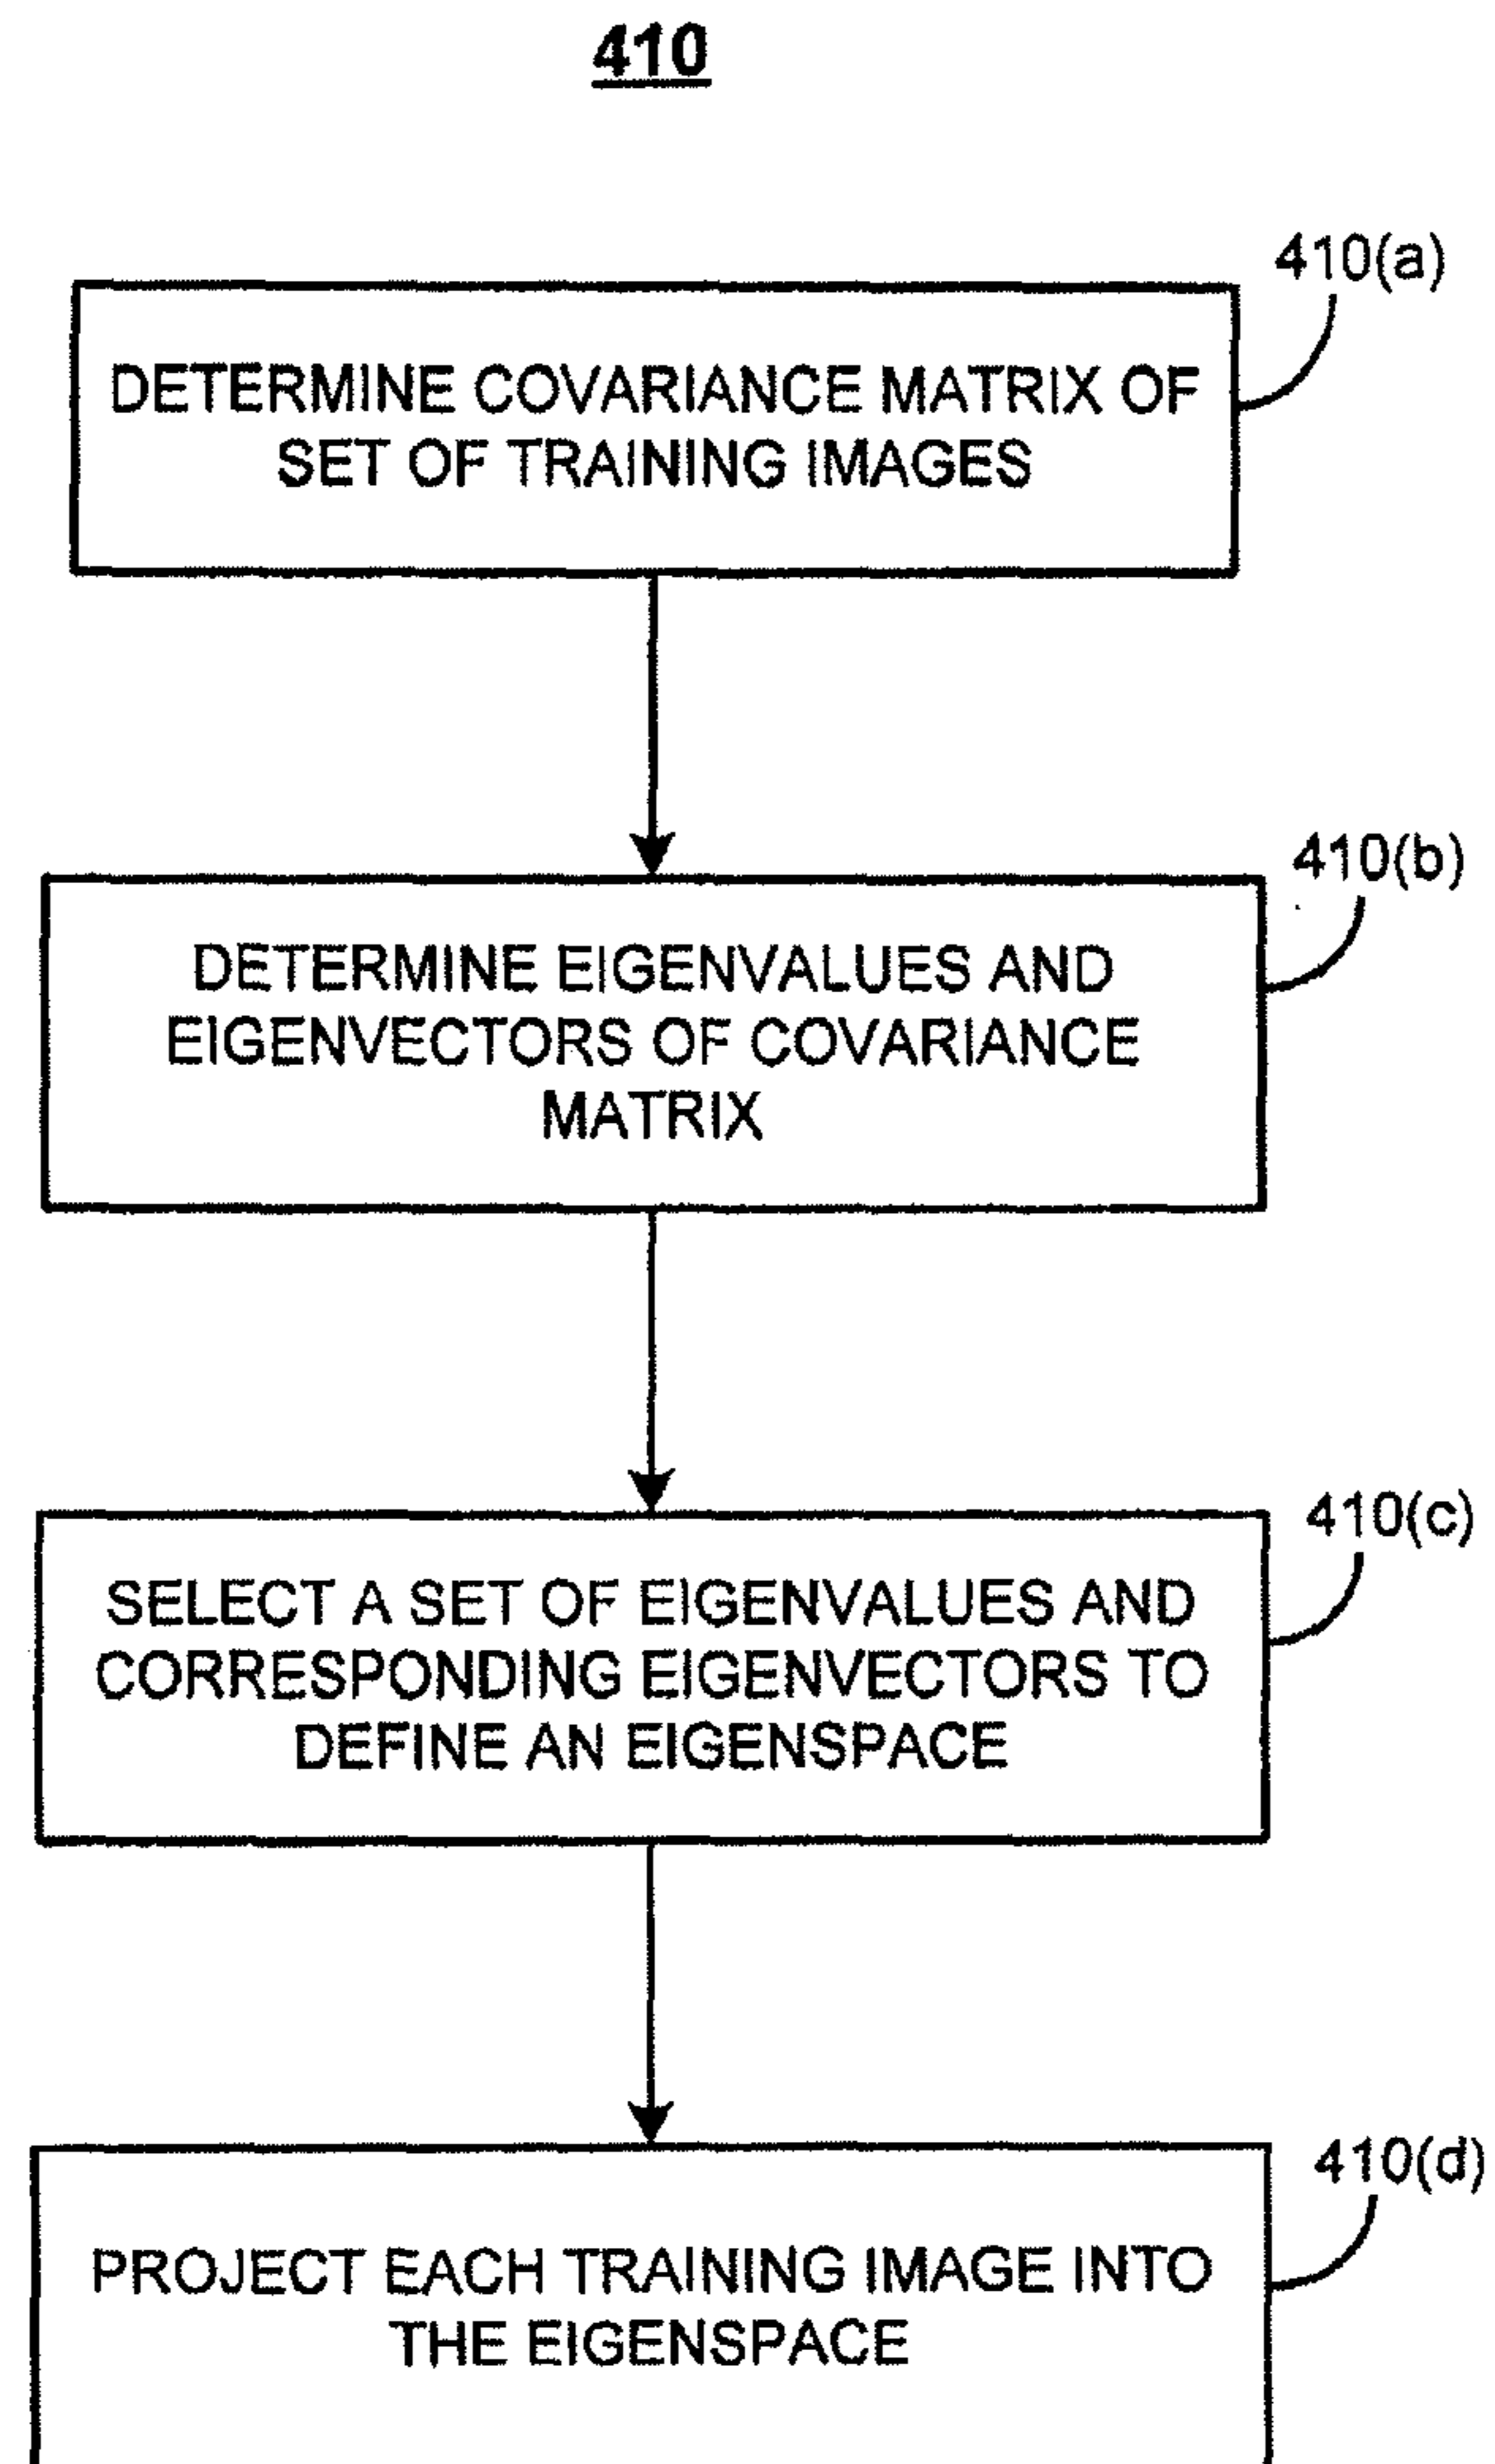 410
410(a)
DETERMINE COVARIANCE MATRIX OF
SET OF TRAINING IMAGES
410(b)
DETERMINE EIGENVALUES AND
EIGENVECTORS OF COVARIANCE
MATRIX
410(c)
SELECT A SET OF EIGENVALUES AND
CORRESPONDING EIGENVECTORS TO
DEFINE AN EIGENSPACE
410(d)
PROJECT EACH TRAINING IMAGE INTO
THE EIGENSPACE